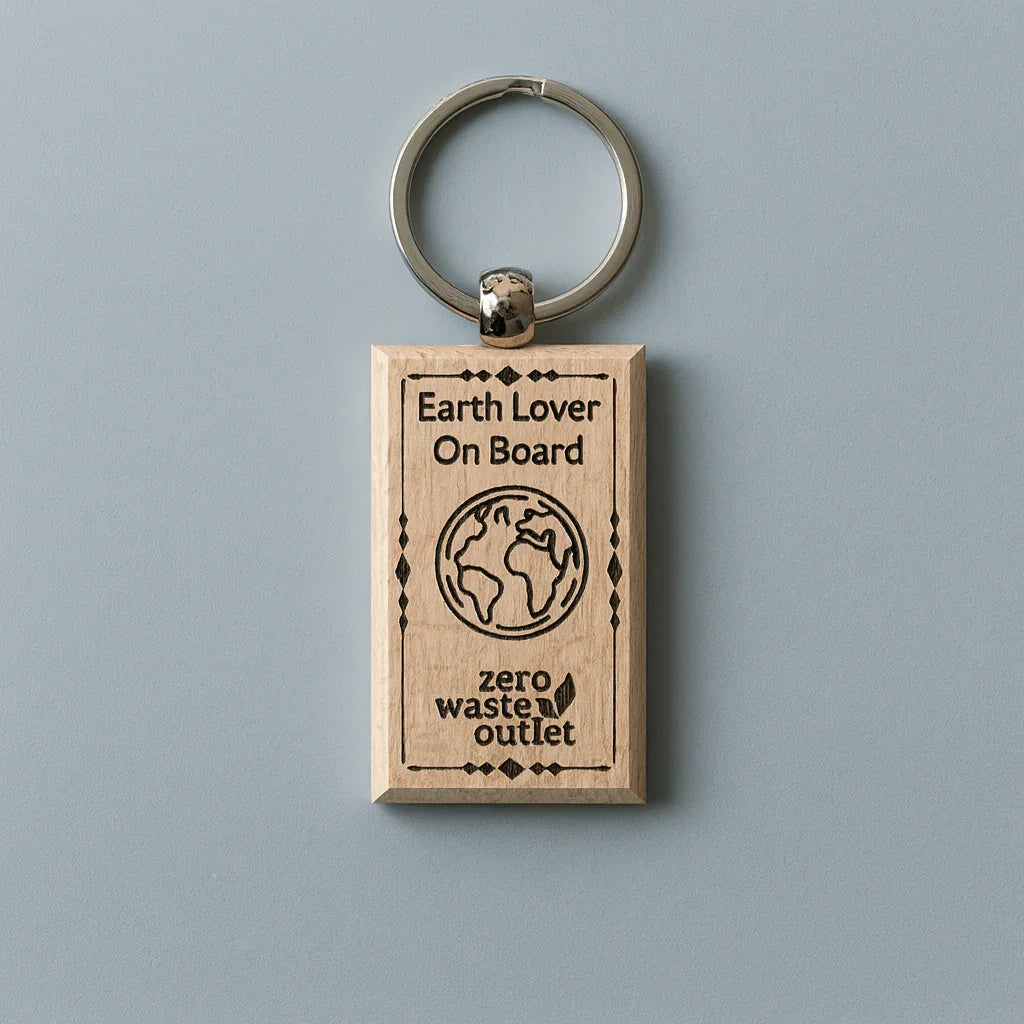 Earth Lover
On Board
zero
waste
outlet